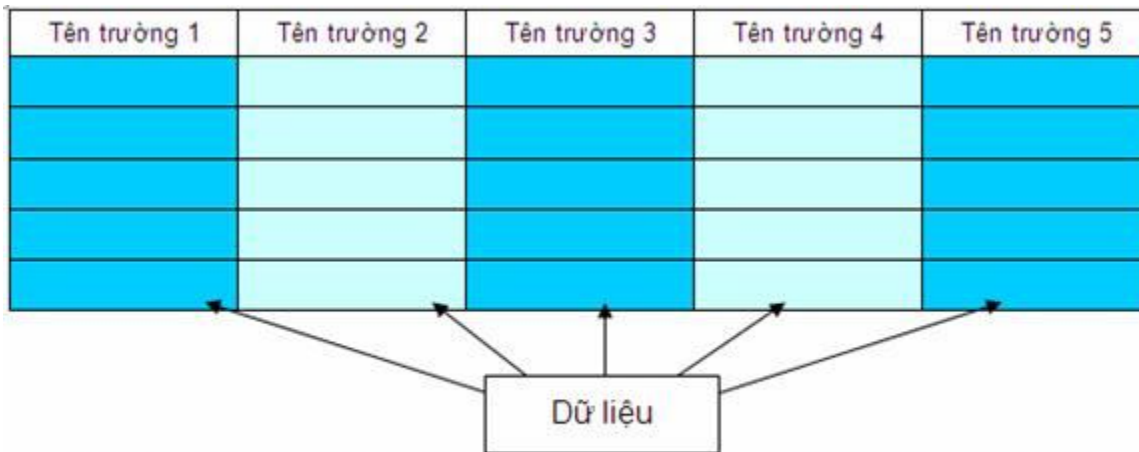 Tên trường 1 Tên trường 2 Tên trường 3 Tên trường 4 Tên trường 5
Dữ liệu